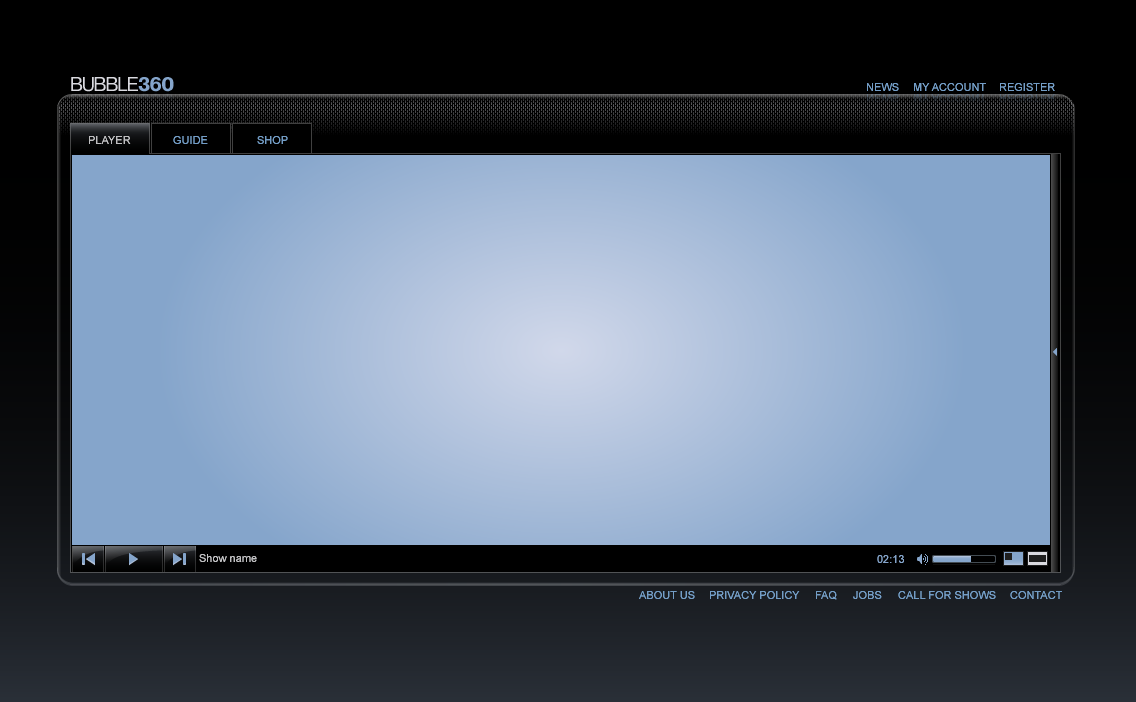 BUBBLE360
NEWS MY ACCOUNT REGISTER
PLAYER GUIDE SHOP
Show name 02:13
ABOUT US PRIVACY POLICY FAQ JOBS CALL FOR SHOWS CONTACT